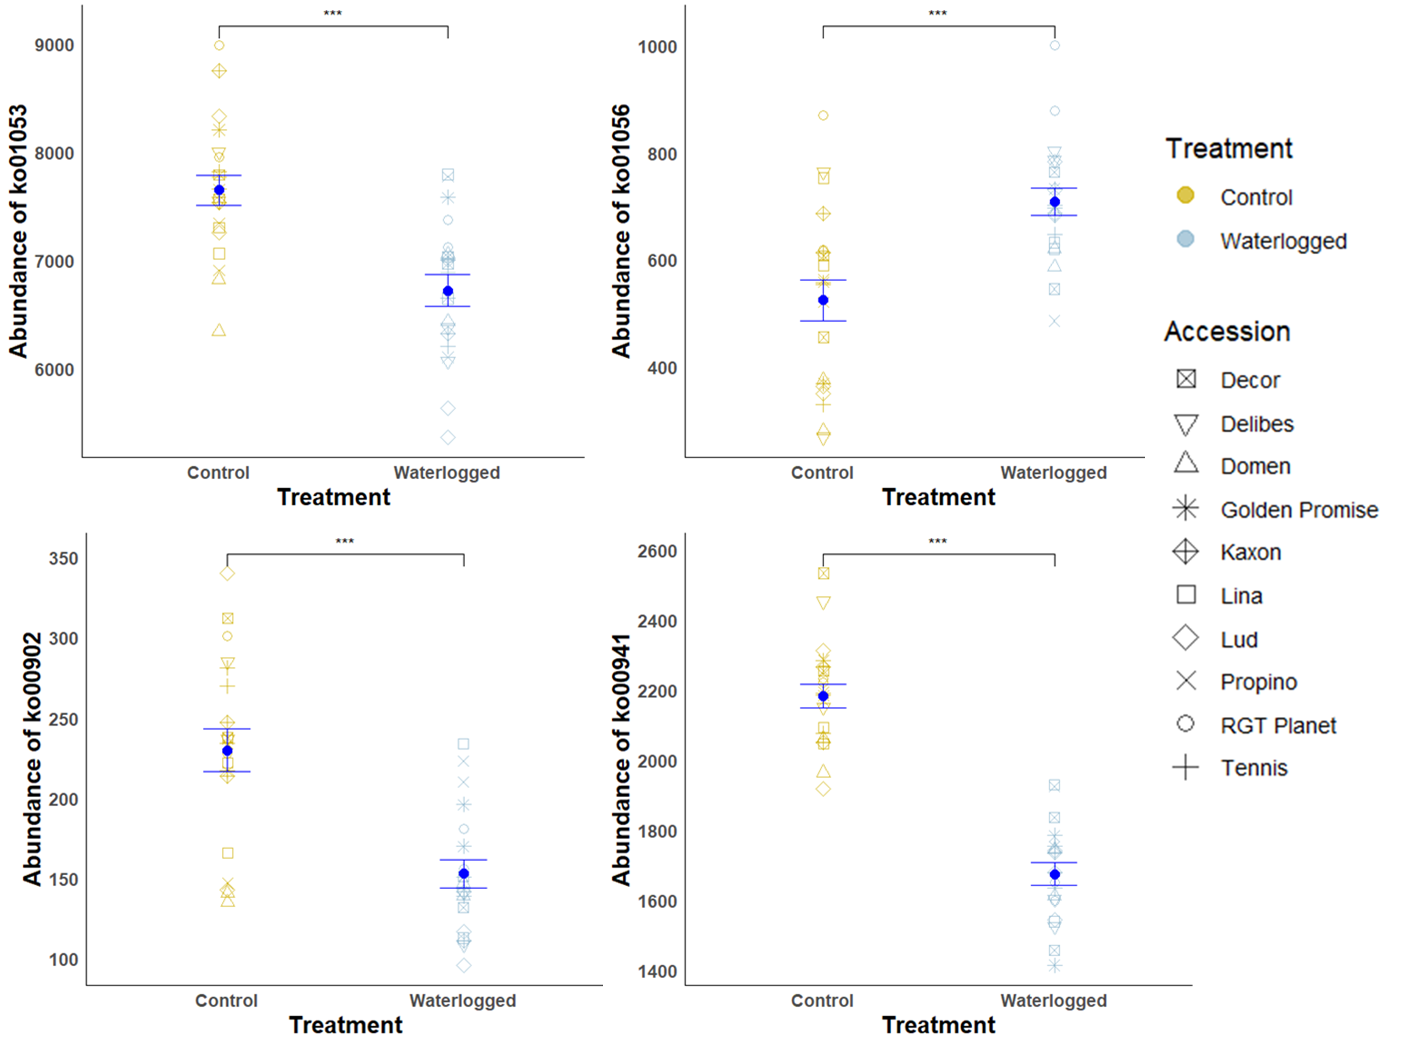 ***
9000
8000
7000
6000
Abundance of ko01053
Control
Waterlogged
Treatment
***
1000
800
600
400
Abundance of ko01056
Control
Waterlogged
Treatment
***
350
300
250
200
150
100
Abundance of ko00902
Control
Waterlogged
Treatment
***
2600
2400
2200
2000
1800
1600
1400
Abundance of ko00941
Control
Waterlogged
Treatment
Treatment
Control
Waterlogged
Accession
Decor
Delibes
Domen
Golden Promise
Kaxon
Lina
Lud
Propino
RGT Planet
Tennis